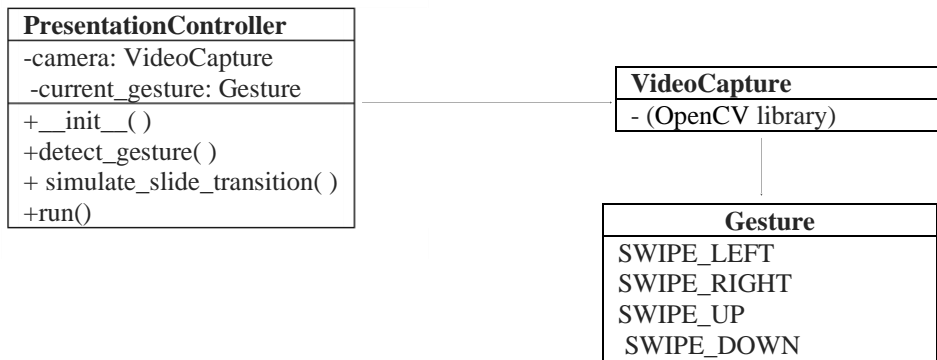 PresentationController
-camera: VideoCapture
-current_gesture: Gesture
+__init__( )
+detect_gesture( )
+ simulate_slide_transition( )
+run()
VideoCapture
- (OpenCV library)
Gesture
SWIPE_LEFT
SWIPE_RIGHT
SWIPE_UP
SWIPE_DOWN